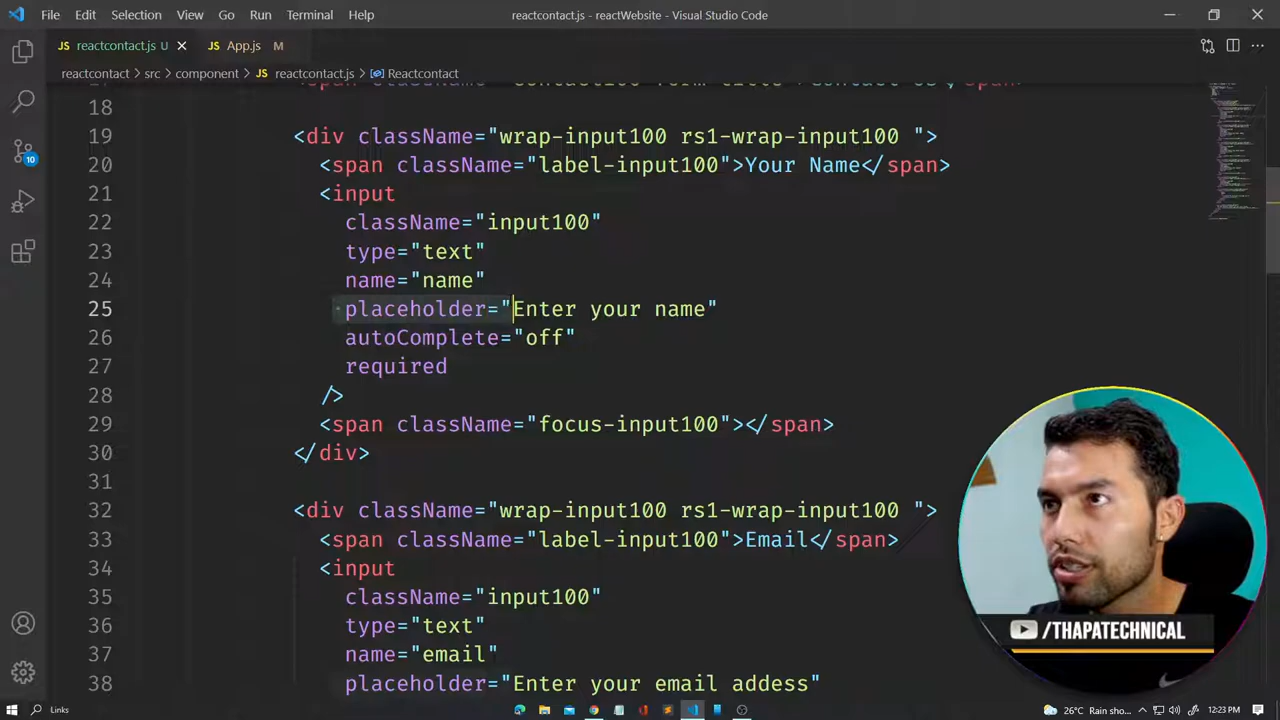 File Edit Selection View Go Run Terminal Help
reactcontact.js - reactWebsite - Visual Studio Code
JS reactcontact.js U
JS App.js M
reactcontact > src > component > JS reactcontact.js > Reactcontact
18
19 <div className="wrap-input100 rs1-wrap-input100 ">
20 <span className="label-input100">Your Name</span>
21 <input
22 className="input100"
23 type="text"
24 name="name"
25 placeholder="Enter your name"
26 autoComplete="off"
27 required
28 />
29 <span className="focus-input100"></span>
30 </div>
31
32 <div className="wrap-input100 rs1-wrap-input100 ">
33 <span className="label-input100">Email</span>
34 <input
35 className="input100"
36 type="text"
37 name="email"
38 placeholder="Enter your email addess"
10
/THAPATECHNICAL
Links
26°C Rain sho...
12:23 PM